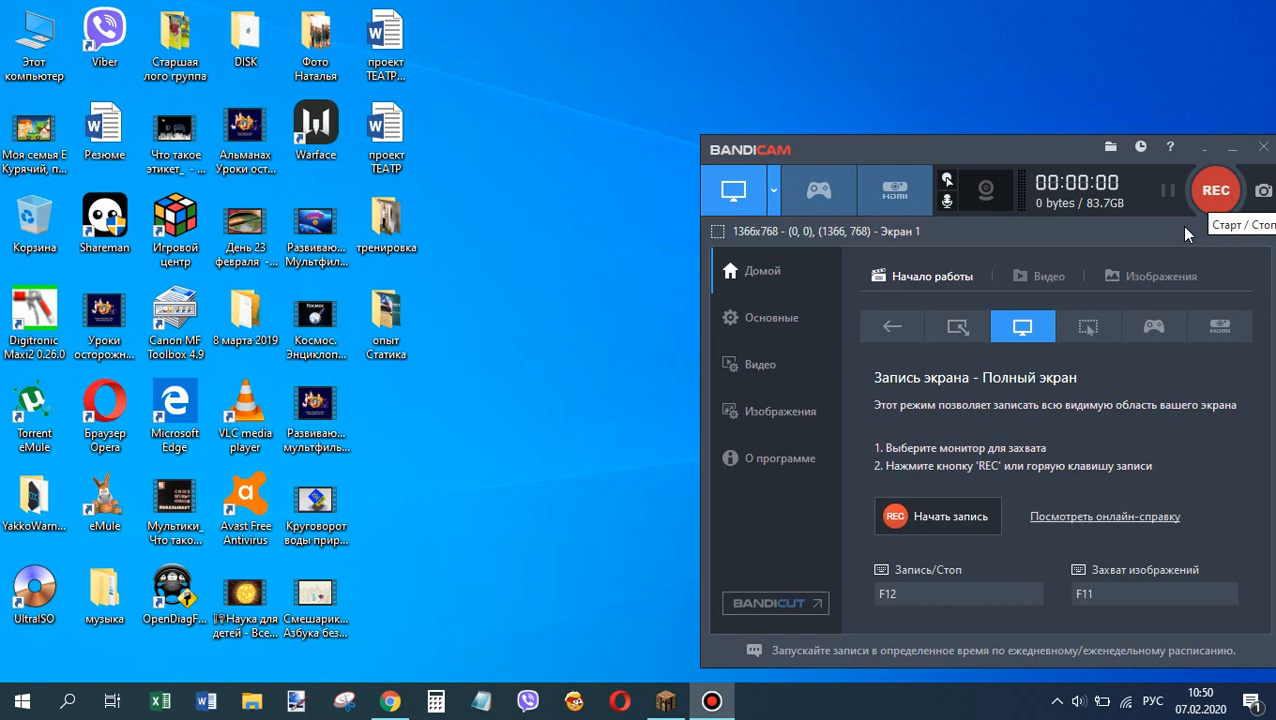 Этот
компьютер
Viber
Старшая
лого группа
DISK
Фото
Наталья
проект
ТЕАТР...
Моя семья Е
Курячий, п...
Резюме
Что такое
этикет_ - ...
Альманах
Уроки ост...
Warface
проект
ТЕАТР
Корзина
Shareman
Игровой
центр
День 23
февраля -...
Развиваю...
Мультфил...
тренировка
Digitronic
Maxi2 0.26.0
Уроки
осторожн...
Canon MF
Toolbox 4.9
8 марта 2019
Космос.
Энциклоп...
опыт
Статика
Torrent
eMule
Браузер
Opera
Microsoft
Edge
VLC media
player
Развиваю...
мультфиль...
YakkoWarn...
eMule
Мультики_
Что тако...
Avast Free
Antivirus
Круговорот
воды прир...
UltraISO
музыка
OpenDiagF...
⁉Наука для
детей - Все...
Смешарик...
Азбука без...
BANDICAM
HDMI
00:00:00
0 bytes / 83.7GB
REC
Старт / Стоп
1366x768 - (0, 0), (1366, 768) - Экран 1
Домой
Основные
Видео
Изображения
О программе
BANDICUT
Начало работы
Видео
Изображения
HDMI
Запись экрана - Полный экран
Этот режим позволяет записать всю видимую область вашего экрана
1. Выберите монитор для захвата
2. Нажмите кнопку 'REC' или горяую клавишу записи
REC Начать запись
Посмотреть онлайн-справку
Запись/Стоп
Захват изображений
F12
F11
Запускайте записи в определенное время по ежедневному/еженедельному расписанию.
РУС
10:50
07.02.2020
1